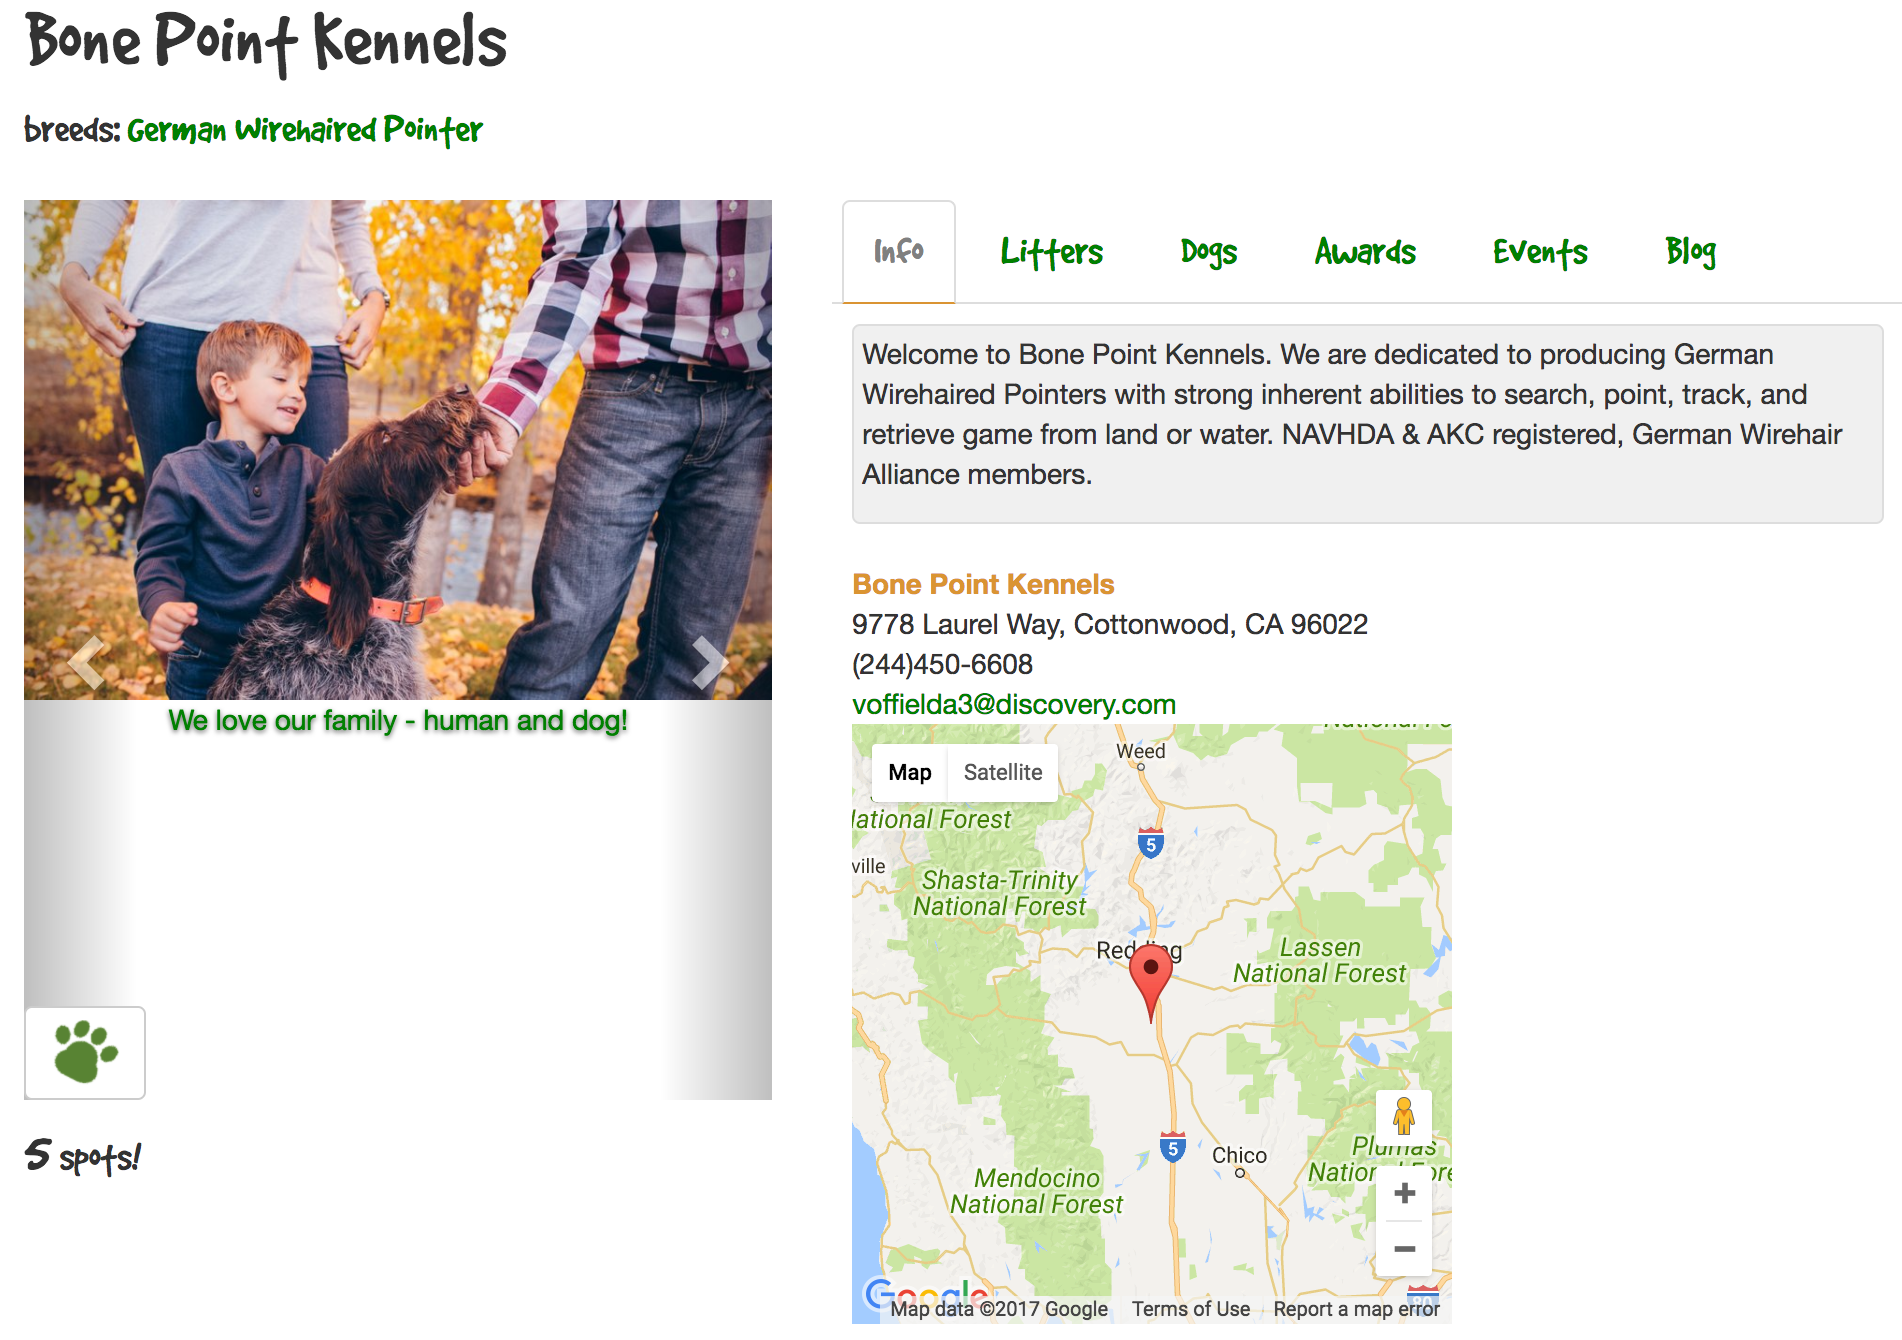 Bone Point Kennels
breeds: German Wirehaired Pointer
We love our family - human and dog!
5 spots!
Info
Litters
Dogs
Awards
Events
Blog
Welcome to Bone Point Kennels. We are dedicated to producing German
Wirehaired Pointers with strong inherent abilities to search, point, track, and
retrieve game from land or water. NAVHDA & AKC registered, German Wirehair
Alliance members.
Bone Point Kennels
9778 Laurel Way, Cottonwood, CA 96022
(244)450-6608
voffielda3@discovery.com
Map
Satellite
Weed
National Forest
5
ville
Shasta-Trinity
National Forest
Redding
Lassen
National Forest
5
Chico
Plumas
Mendocino
National Forest
80
Google
Map data ©2017 Google
Terms of Use
Report a map error